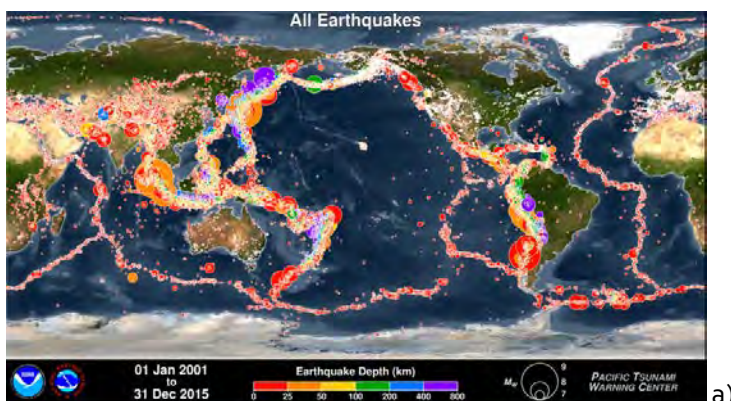 All Earthquakes
01 Jan 2001
to
31 Dec 2015
Earthquake Depth (km)
0 25 50 100 200 400 800
Mw
9
8
7
PACIFIC TSUNAMI
WARNING CENTER
a)